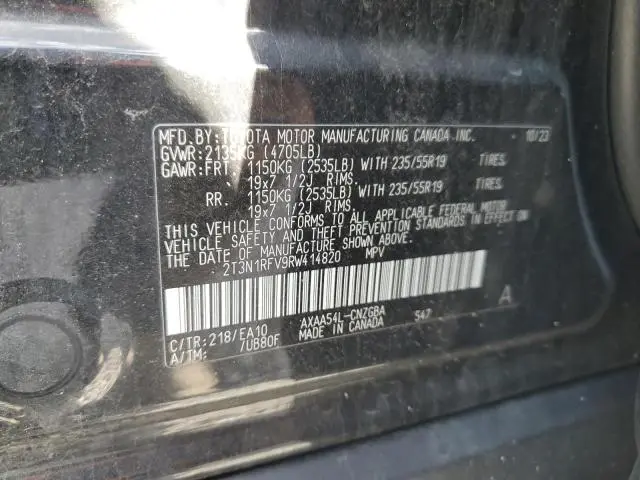 MFD. BY: TOYOTA MOTOR MANUFACTURING CANADA INC. 10/23
GVWR: 2135KG (4705LB)
GAWR: FRT. 1150KG (2535LB) WITH 235/55R19 TIRES,
19x7 1/2J RIMS,
RR. 1150KG (2535LB) WITH 235/55R19 TIRES,
19x7 1/2J RIMS.
THIS VEHICLE CONFORMS TO ALL APPLICABLE FEDERAL MOTOR
VEHICLE SAFETY AND THEFT PREVENTION STANDARDS IN EFFECT ON
THE DATE OF MANUFACTURE SHOWN ABOVE.
2T3N1RFV9RW414820 MPV
A
C/TR: 218/EA10 AXAA54L-CNZGBA 547
A/TM: /UB80F MADE IN CANADA